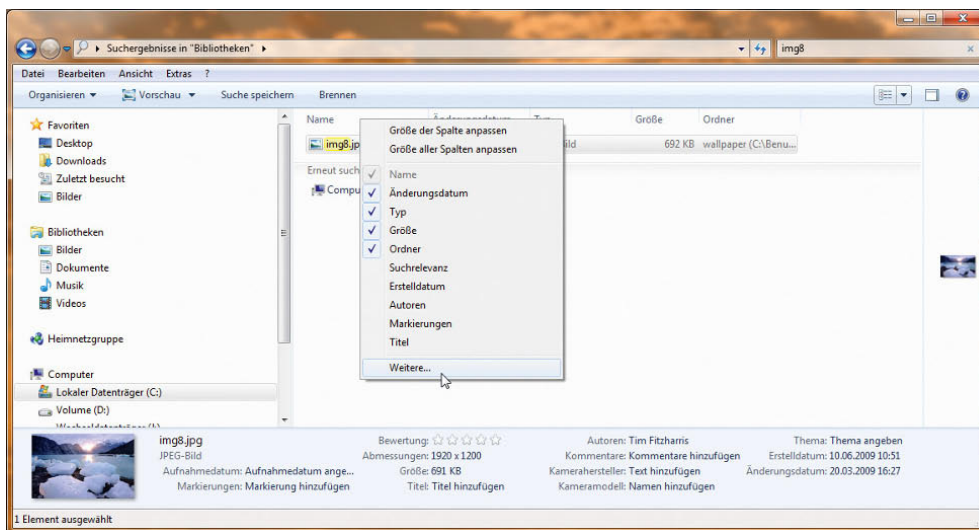 Suchergebnisse in "Bibliotheken"
img8
Datei Bearbeiten Ansicht Extras ?
Organisieren Vorschau Suche speichern Brennen
Favoriten
Desktop
Downloads
Zuletzt besucht
Bilder
Bibliotheken
Bilder
Dokumente
Musik
Videos
Heimnetzgruppe
Computer
Lokaler Datenträger (C:)
Volume (D:)
Name Größe Ordner
img8.jp 692 KB wallpaper (C:\Benu...
Erneut such
Compu
Größe der Spalte anpassen
Größe aller Spalten anpassen
Name
Änderungsdatum
Typ
Größe
Ordner
Suchrelevanz
Erstelldatum
Autoren
Markierungen
Titel
Weitere...
img8.jpg
JPEG-Bild
Aufnahmedatum: Aufnahmedatum ange...
Markierungen: Markierung hinzufügen
Bewertung:
Abmessungen: 1920 x 1200
Größe: 691 KB
Titel: Titel hinzufügen
Autoren: Tim Fitzharris
Kommentare: Kommentare hinzufügen
Kamerahersteller: Text hinzufügen
Kameramodell: Namen hinzufügen
Thema: Thema angeben
Erstelldatum: 10.06.2009 10:51
Änderungsdatum: 20.03.2009 16:27
1 Element ausgewählt